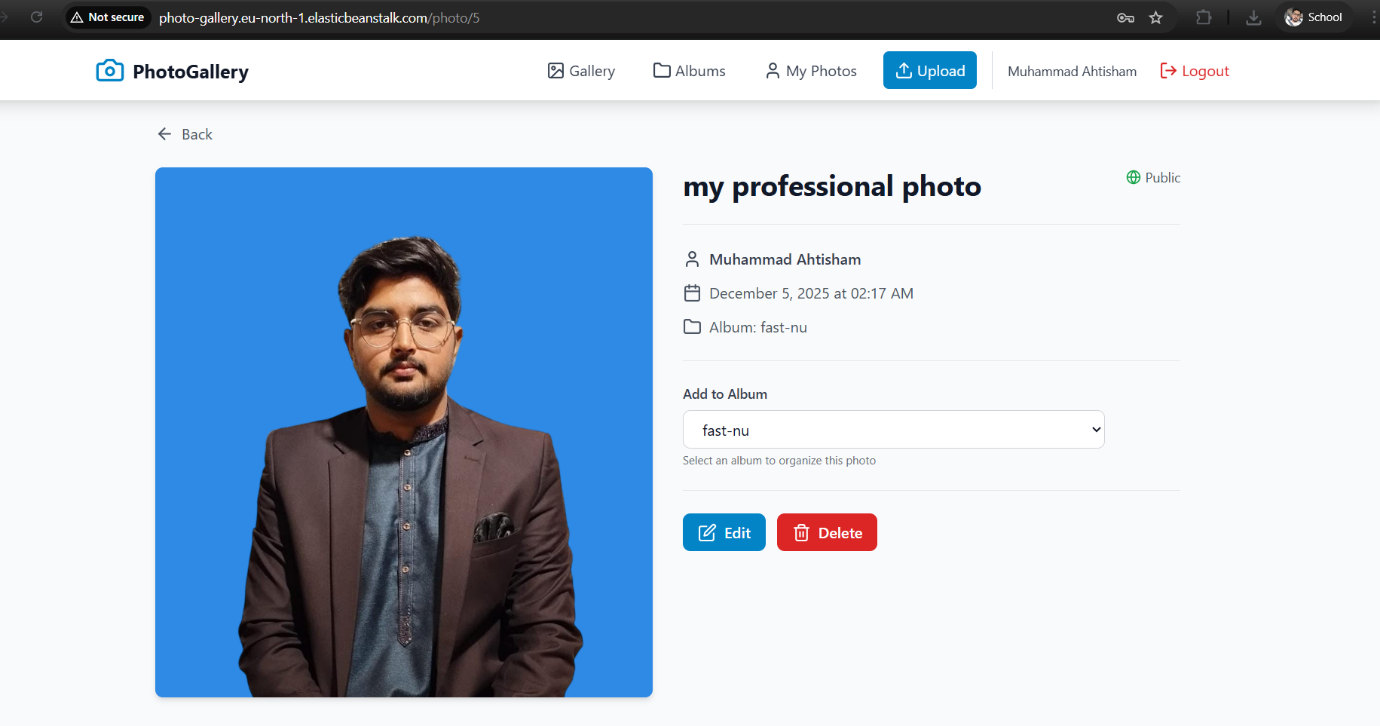 Not secure photo-gallery.eu-north-1.elasticbeanstalk.com/photo/5 School
PhotoGallery Gallery Albums My Photos Upload Muhammad Ahtisham Logout
Back
my professional photo Public
Muhammad Ahtisham
December 5, 2025 at 02:17 AM
Album: fast-nu
Add to Album
fast-nu
Select an album to organize this photo
Edit Delete